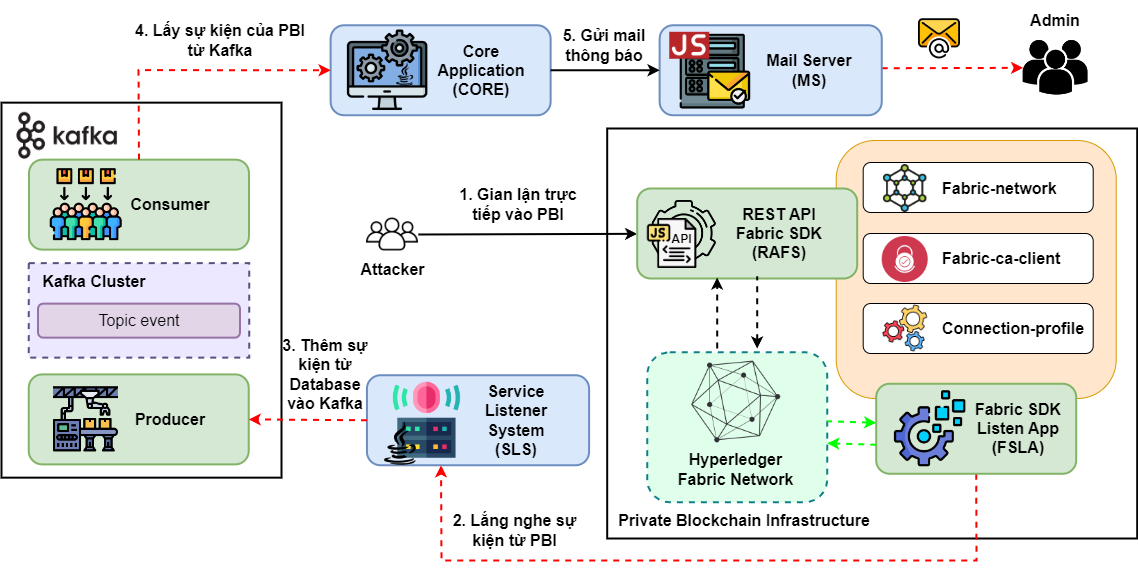 4. Lấy sự kiện của PBI
từ Kafka
Core
Application
(CORE)
5. Gửi mail
thông báo
JS
Mail Server
(MS)
Admin
kafka
Consumer
Kafka Cluster
Topic event
Producer
1. Gian lận trực
tiếp vào PBI
Attacker
JS
API
REST API
Fabric SDK
(RAFS)
Fabric-network
Fabric-ca-client
Connection-profile
3. Thêm sự
kiện từ
Database
vào Kafka
Service
Listener
System
(SLS)
Hyperledger
Fabric Network
Fabric SDK
Listen App
(FSLA)
Private Blockchain Infrastructure
2. Lắng nghe sự
kiện từ PBI